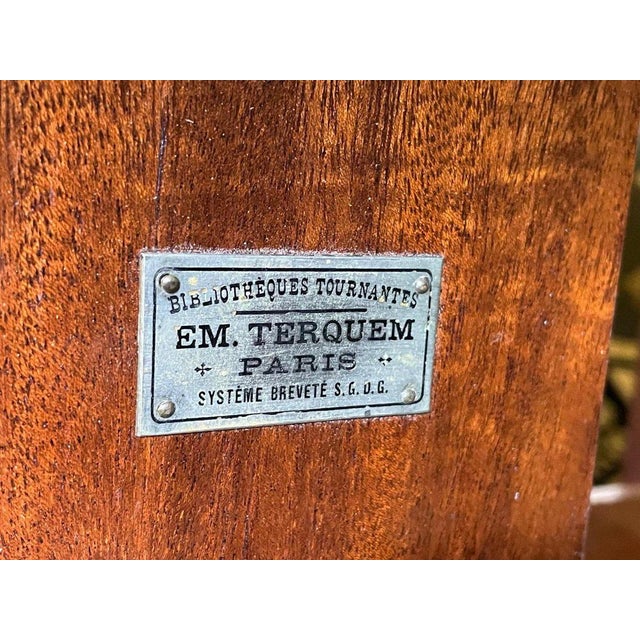 BIBLIOTHÈQUES TOURNANTES
EM. TERQUEM
PARIS
SYSTÈME BREVETÉ S.G.D.G.